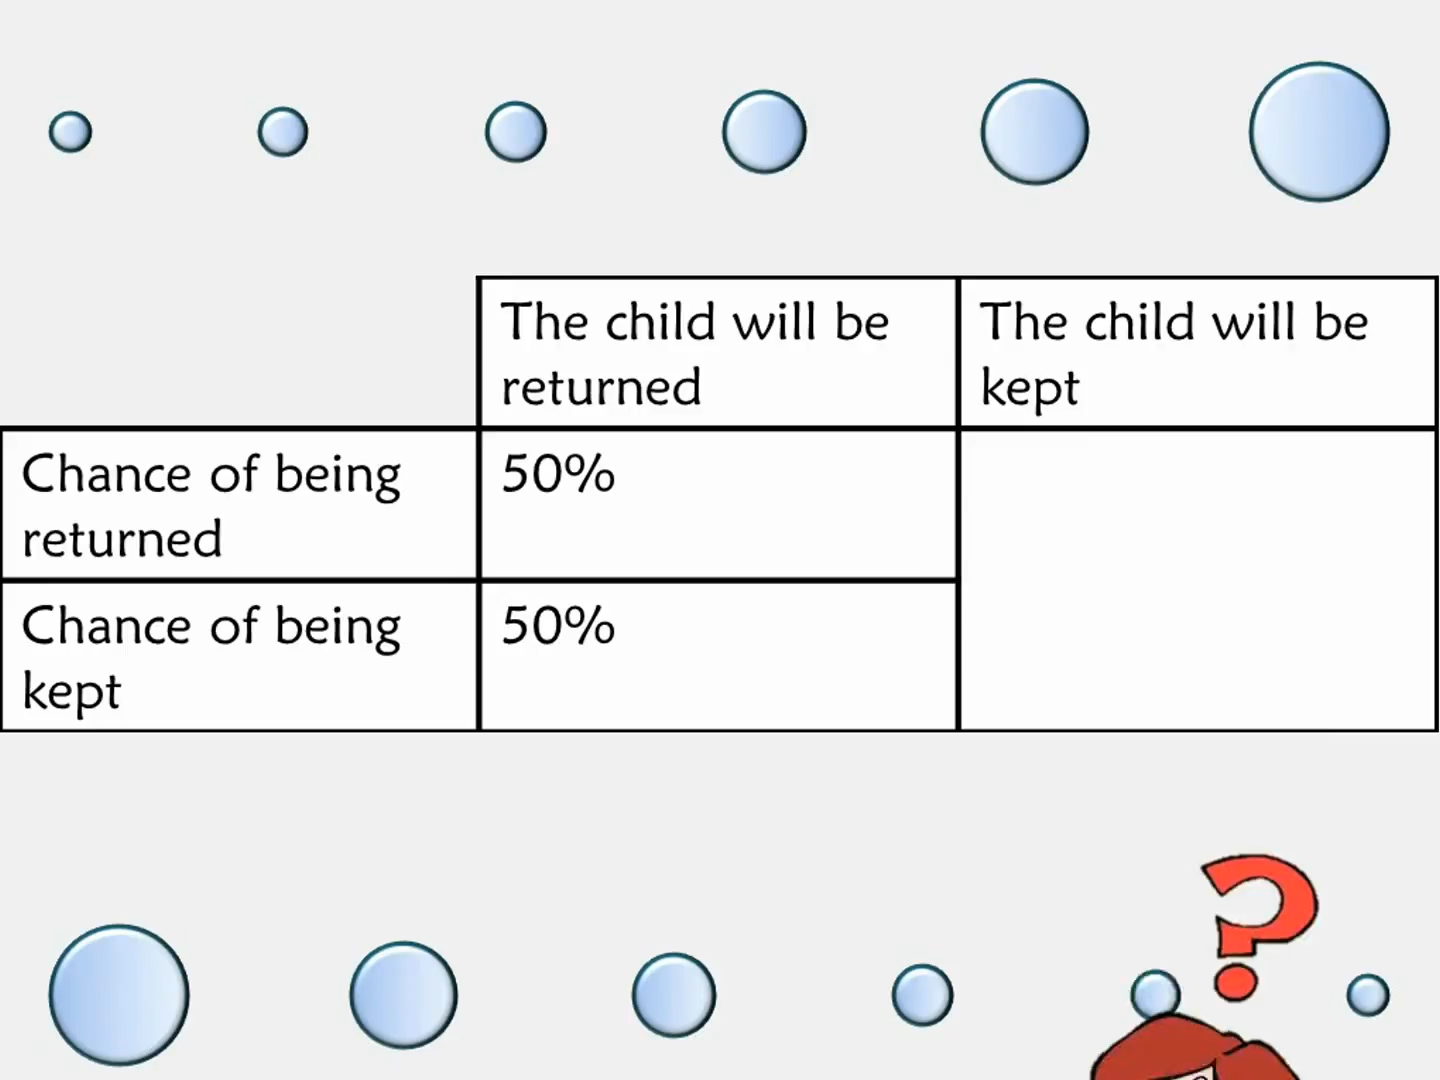 The child will be
returned
The child will be
kept
Chance of being
returned
50%
Chance of being
kept
50%
?